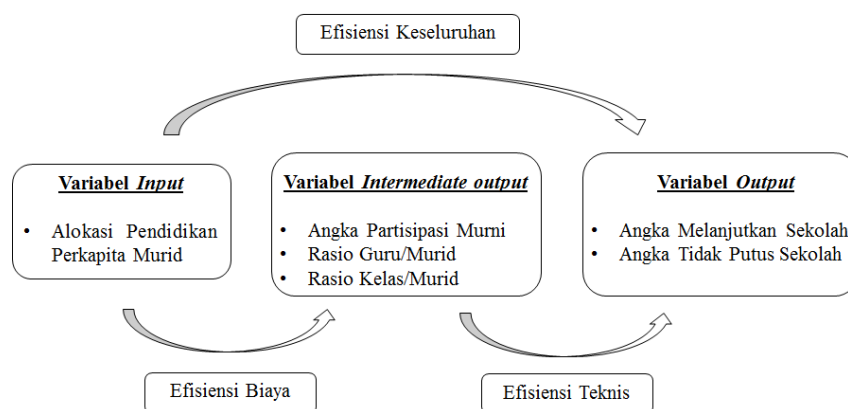 Efisiensi Keseluruhan
Variabel Input
• Alokasi Pendidikan
Perkapita Murid
Variabel Intermediate output
• Angka Partisipasi Murni
• Rasio Guru/Murid
• Rasio Kelas/Murid
Variabel Output
• Angka Melanjutkan Sekolah
• Angka Tidak Putus Sekolah
Efisiensi Biaya
Efisiensi Teknis